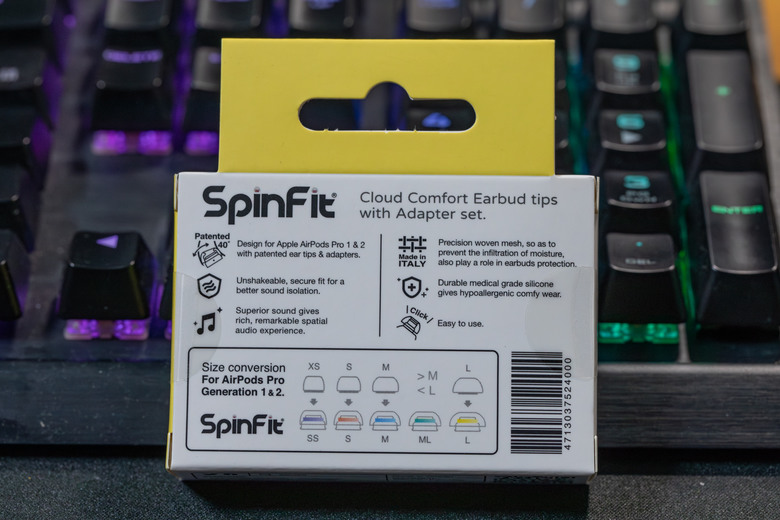 DELETE
SpinFit®
Cloud Comfort Earbud tips
with Adapter set.
Patented
40°
Design for Apple AirPods Pro 1 & 2
with patented ear tips & adapters.
Unshakeable, secure fit for a
better sound isolation.
Superior sound gives
rich, remarkable spatial
audio experience.
Made in
ITALY
Precision woven mesh, so as to
prevent the infiltration of moisture,
also play a role in earbuds protection.
Durable medical grade silicone
gives hypoallergenic comfy wear.
Click
Easy to use.
Size conversion
For AirPods Pro
Generation 1 & 2.
SpinFit®
XS S M > M L
< L
SS S M ML L
4713037524000
3
ENTER
DEL